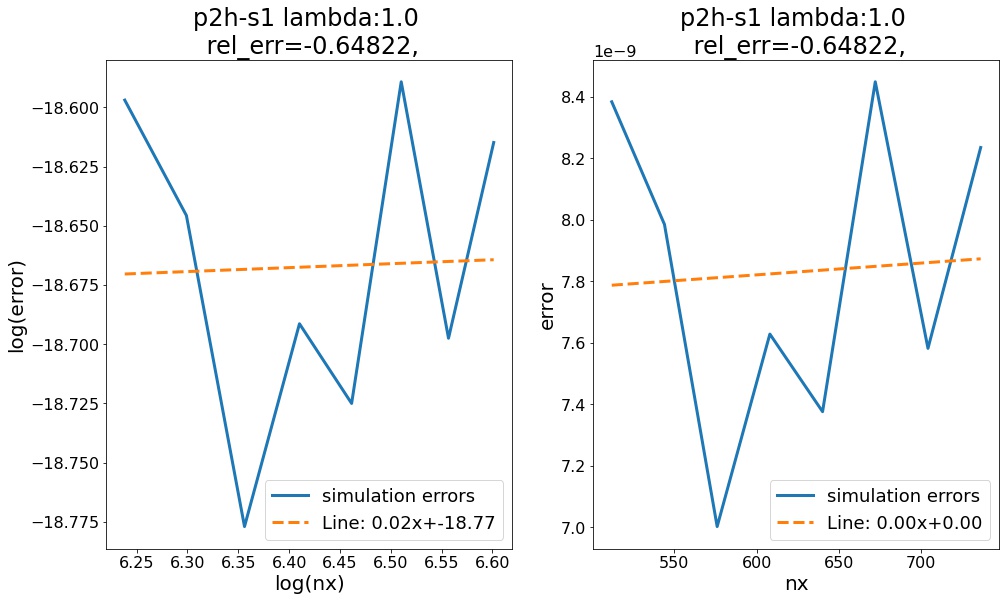 p2h-s1 lambda:1.0
rel_err=-0.64822,
log(error)
−18.600
−18.625
−18.650
−18.675
−18.700
−18.725
−18.750
−18.775
simulation errors
Line: 0.02x+-18.77
6.25 6.30 6.35 6.40 6.45 6.50 6.55 6.60
log(nx)
p2h-s1 lambda:1.0
rel_err=-0.64822,
1e−9
error
8.4
8.2
8.0
7.8
7.6
7.4
7.2
7.0
simulation errors
Line: 0.00x+0.00
550 600 650 700
nx